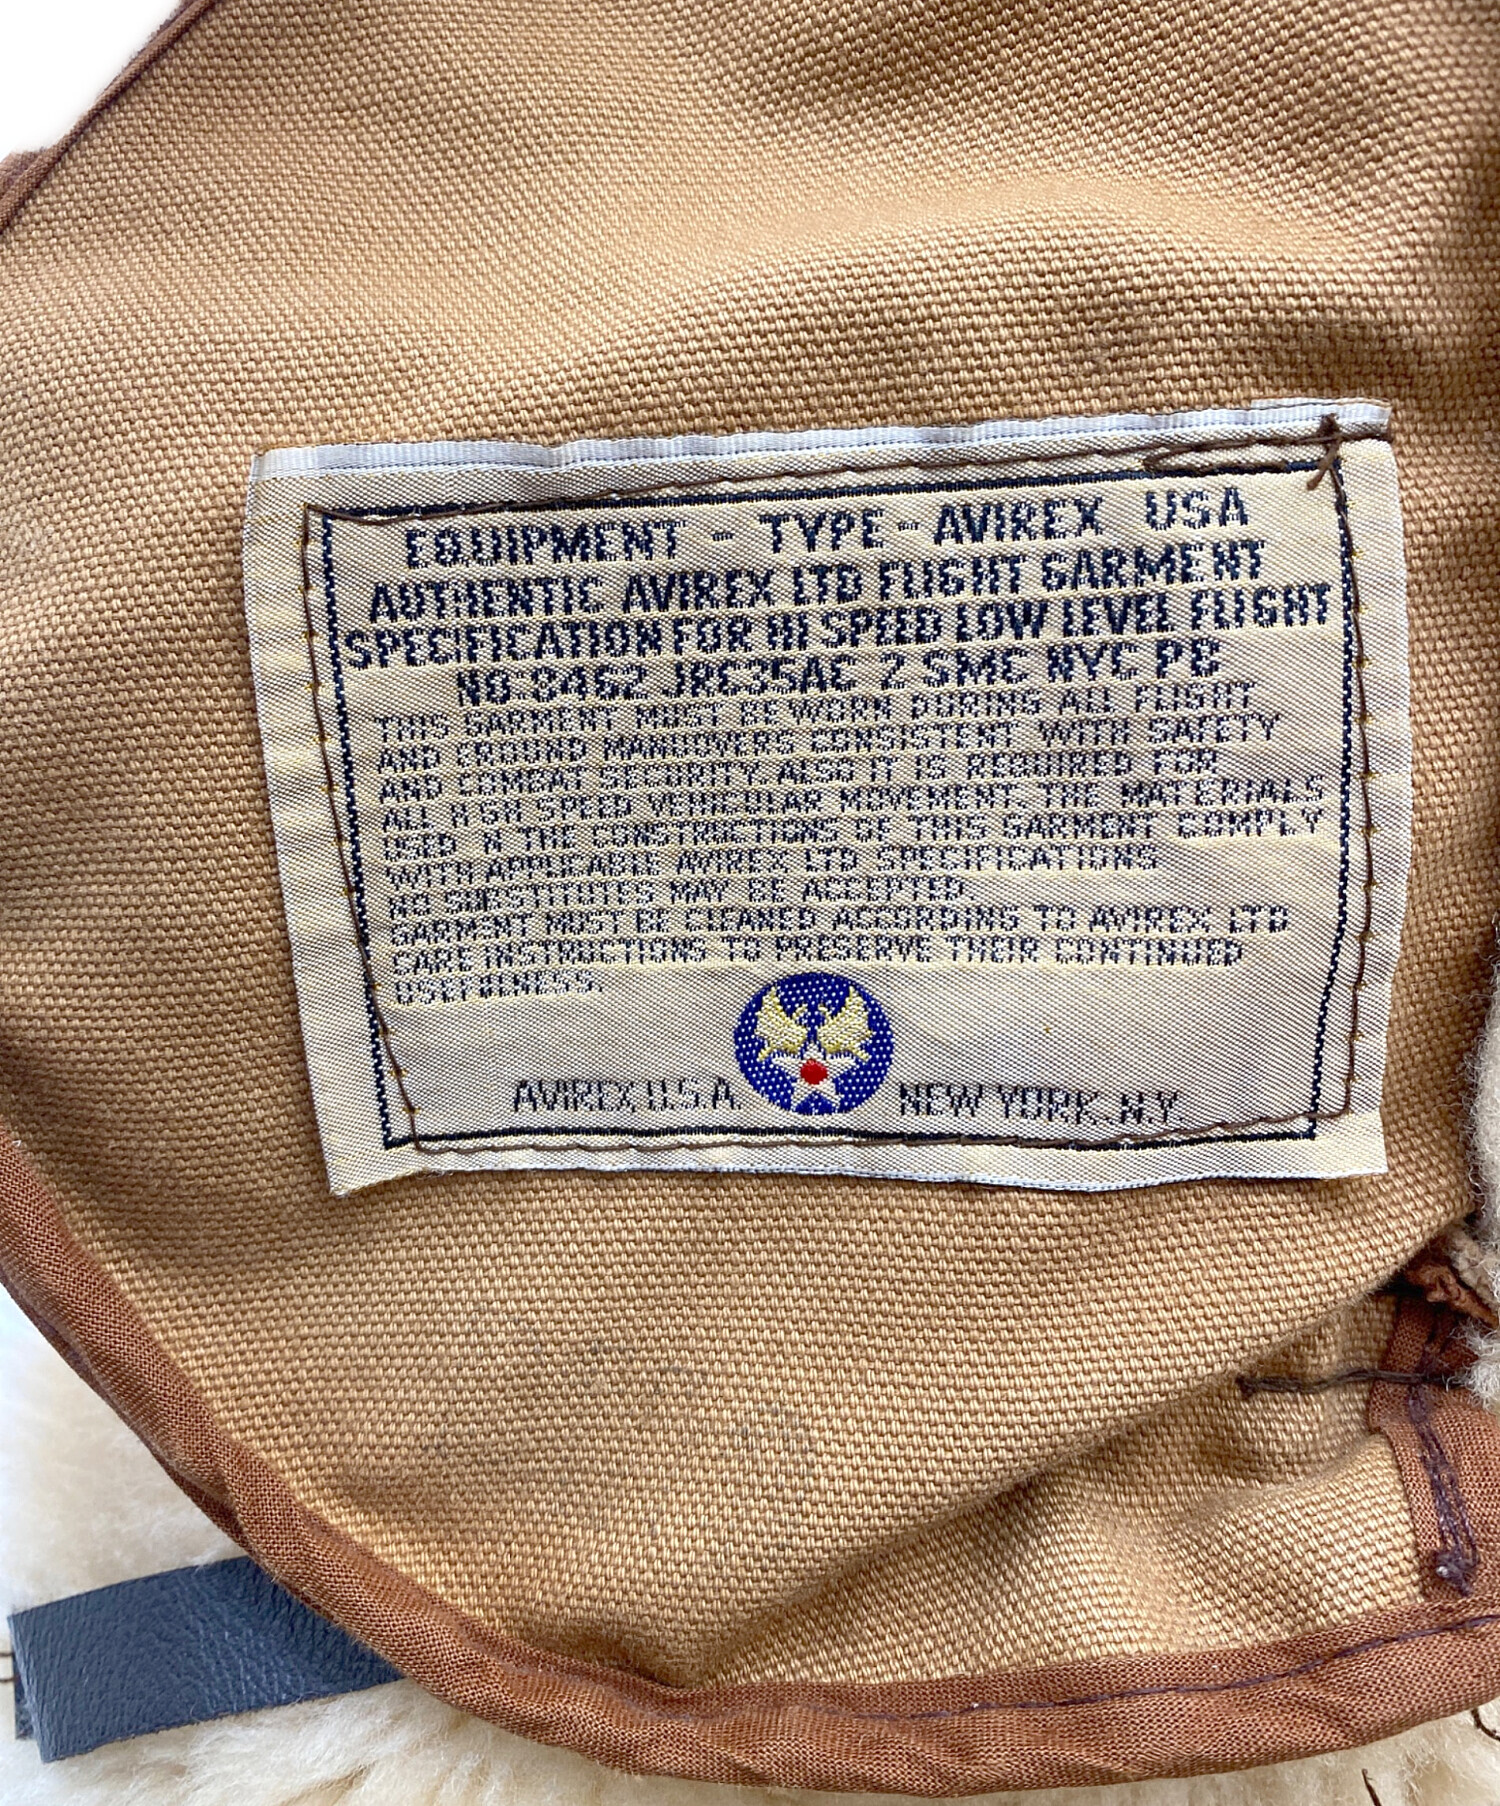 EQUIPMENT - TYPE - AVIREX USA
AUTHENTIC AVIREX LTD FLIGHT GARMENT
SPECIFICATION FOR HI SPEED LOW LEVEL FLIGHT
NO:8462 JRC35AC 2 SMC NYC PB
THIS GARMENT MUST BE WORN DURING ALL FLIGHT
AND GROUND MANUOVERS CONSISTENT WITH SAFETY
AND COMBAT SECURITY. ALSO IT IS REQUIRED FOR
ALL HIGH SPEED VEHICULAR MOVEMENT. THE MATERIALS
USED IN THE CONSTRUCTIONS OF THIS GARMENT COMPLY
WITH APPLICABLE AVIREX LTD SPECIFICATIONS
NO SUBSTITUTES MAY BE ACCEPTED.
GARMENT MUST BE CLEANED ACCORDING TO AVIREX LTD
CARE INSTRUCTIONS TO PRESERVE THEIR CONTINUED
USEFULNESS.
AVIREX, U.S.A. NEW YORK, N.Y.